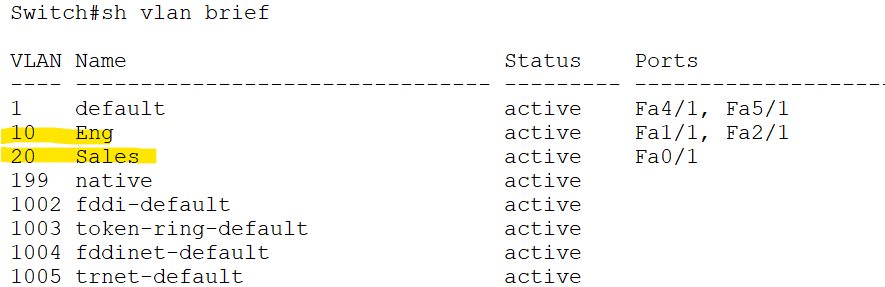 Switch#sh vlan brief
VLAN Name                             Status    Ports
---- -------------------------------- --------- -------------------
1    default                          active    Fa4/1, Fa5/1
10   Eng                              active    Fa1/1, Fa2/1
20   Sales                            active    Fa0/1
199  native                           active
1002 fddi-default                     active
1003 token-ring-default               active
1004 fddinet-default                  active
1005 trnet-default                    active